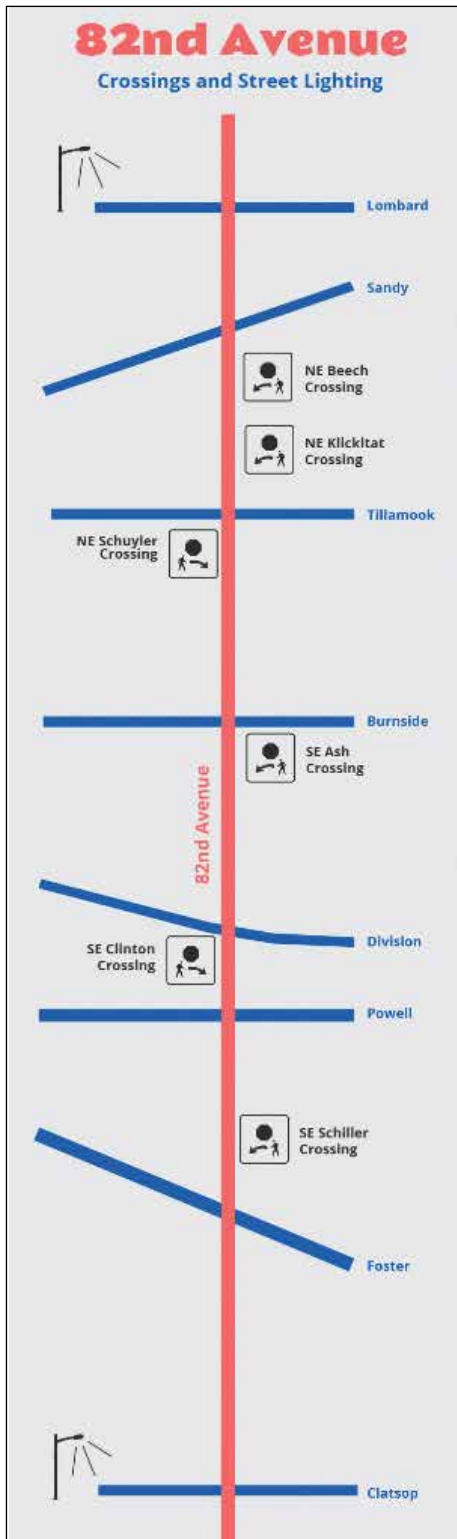 82nd Avenue
Crossings and Street Lighting
Lombard
Sandy
NE Beech
Crossing
NE Klickitat
Crossing
Tillamook
NE Schuyler
Crossing
Burnside
SE Ash
Crossing
82nd Avenue
Division
SE Clinton
Crossing
Powell
SE Schiller
Crossing
Foster
Clatsop